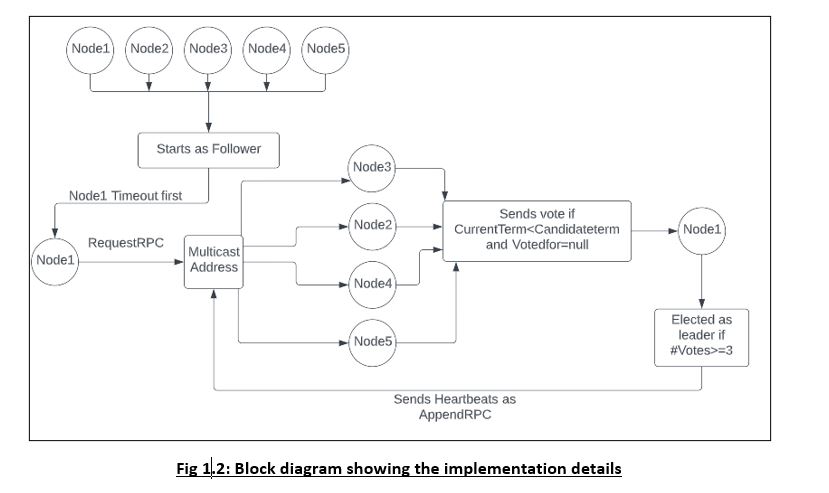 Node1 Node2 Node3 Node4 Node5
Starts as Follower
Node1 Timeout first
Node1
RequestRPC
Multicast
Address
Node3
Node2
Node4
Node5
Sends vote if
CurrentTerm<Candidateterm
and Votedfor=null
Node1
Elected as
leader if
#Votes>=3
Sends Heartbeats as
AppendRPC
Fig 1.2: Block diagram showing the implementation details